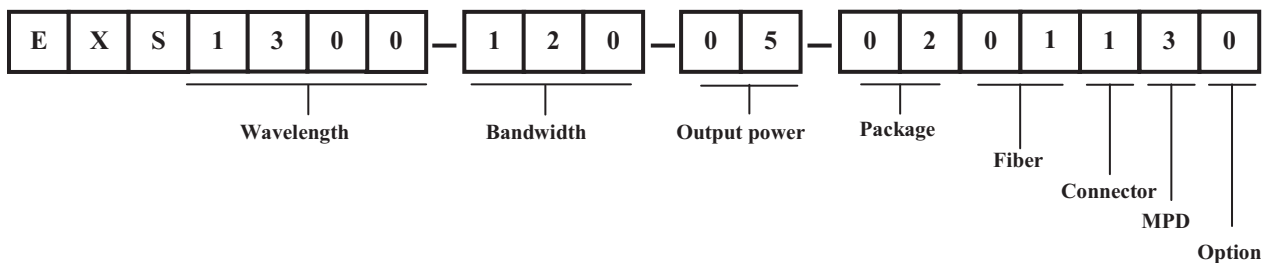 E X S 1 3 0 0 – 1 2 0 – 0 5 – 0 2 0 1 1 3 0
Wavelength Bandwidth Output power Package
Fiber
Connector
MPD
Option